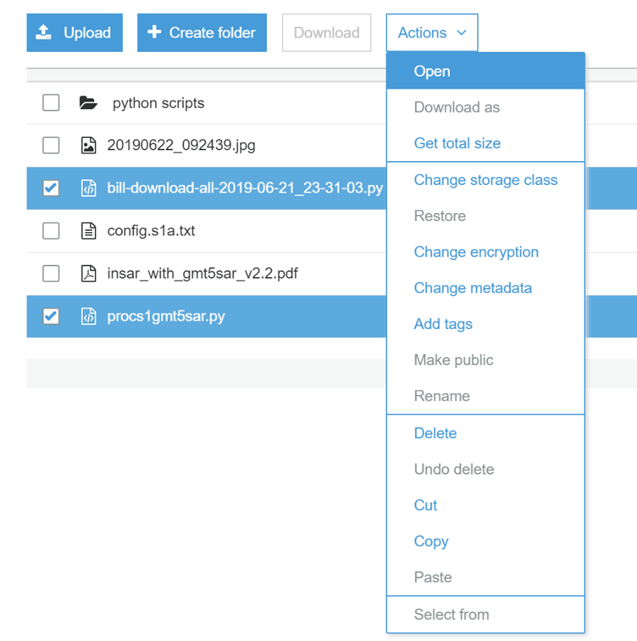 Upload Create folder Download Actions
python scripts
20190622_092439.jpg
bill-download-all-2019-06-21_23-31-03.py
config.s1a.txt
insar_with_gmt5sar_v2.2.pdf
procs1gmt5sar.py
Open
Download as
Get total size
Change storage class
Restore
Change encryption
Change metadata
Add tags
Make public
Rename
Delete
Undo delete
Cut
Copy
Paste
Select from